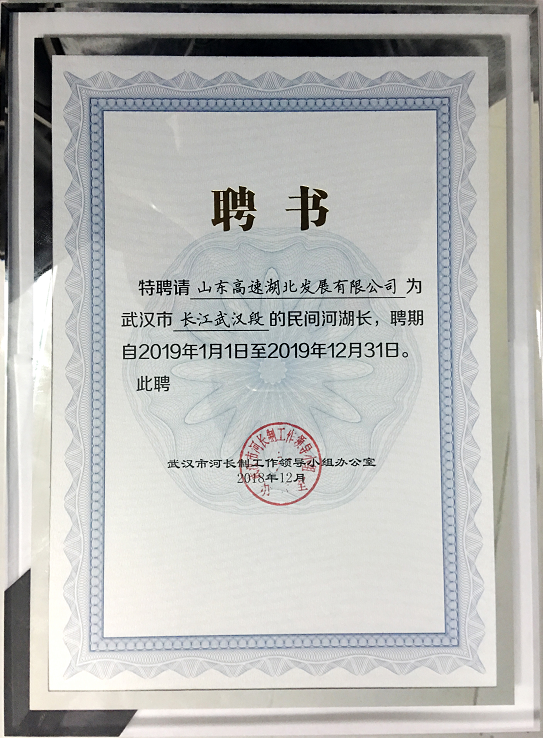 聘书
特聘请山东高速湖北发展有限公司为
武汉市长江武汉段的民间河湖长，聘期
自2019年1月1日至2019年12月31日。
此聘
武汉市河长制工作领导小组办公室
2018年12月